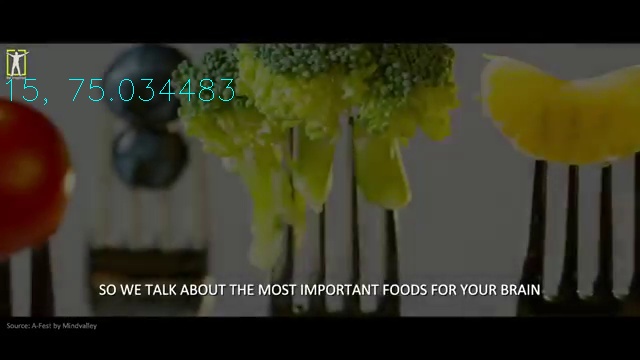 15, 75.034483
SO WE TALK ABOUT THE MOST IMPORTANT FOODS FOR YOUR BRAIN
Source: A-Fest by Mindvalley